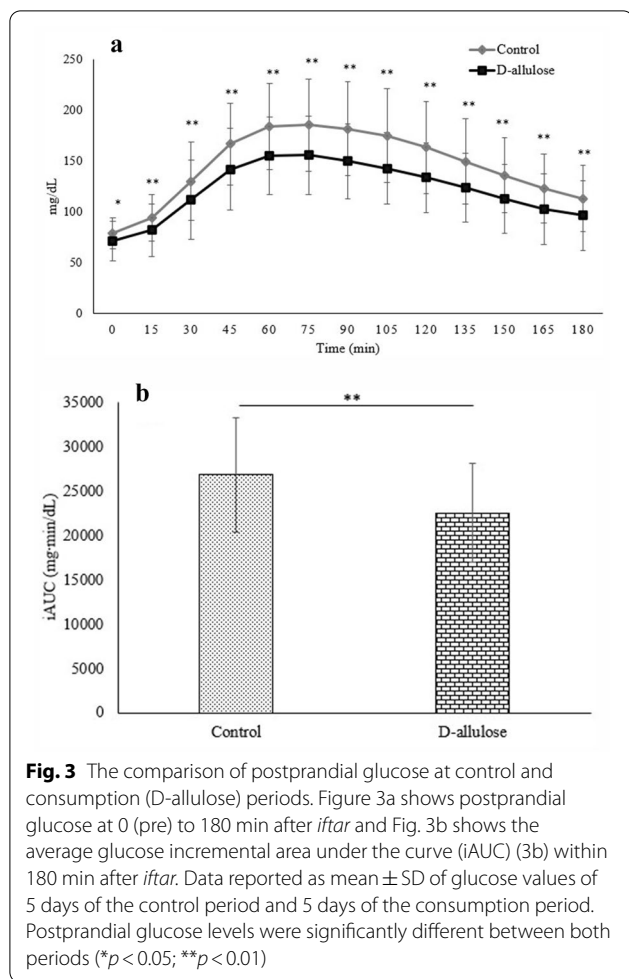 a
Control
D-allulose
250
200
150
100
50
0
mg/dL
* ** ** ** ** ** ** ** ** ** ** ** **
0 15 30 45 60 75 90 105 120 135 150 165 180
Time (min)
b
**
35000
30000
25000
20000
15000
10000
5000
0
iAUC (mg·min/dL)
Control D-allulose
Fig. 3 The comparison of postprandial glucose at control and
consumption (D-allulose) periods. Figure 3a shows postprandial
glucose at 0 (pre) to 180 min after iftar and Fig. 3b shows the
average glucose incremental area under the curve (iAUC) (3b) within
180 min after iftar. Data reported as mean ± SD of glucose values of
5 days of the control period and 5 days of the consumption period.
Postprandial glucose levels were significantly different between both
periods (*p < 0.05; **p < 0.01)